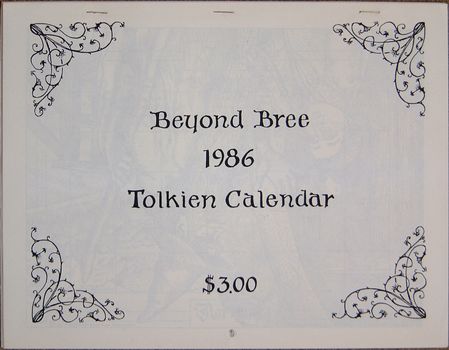 Beyond Bree
1986
Tolkien Calendar
$3.00